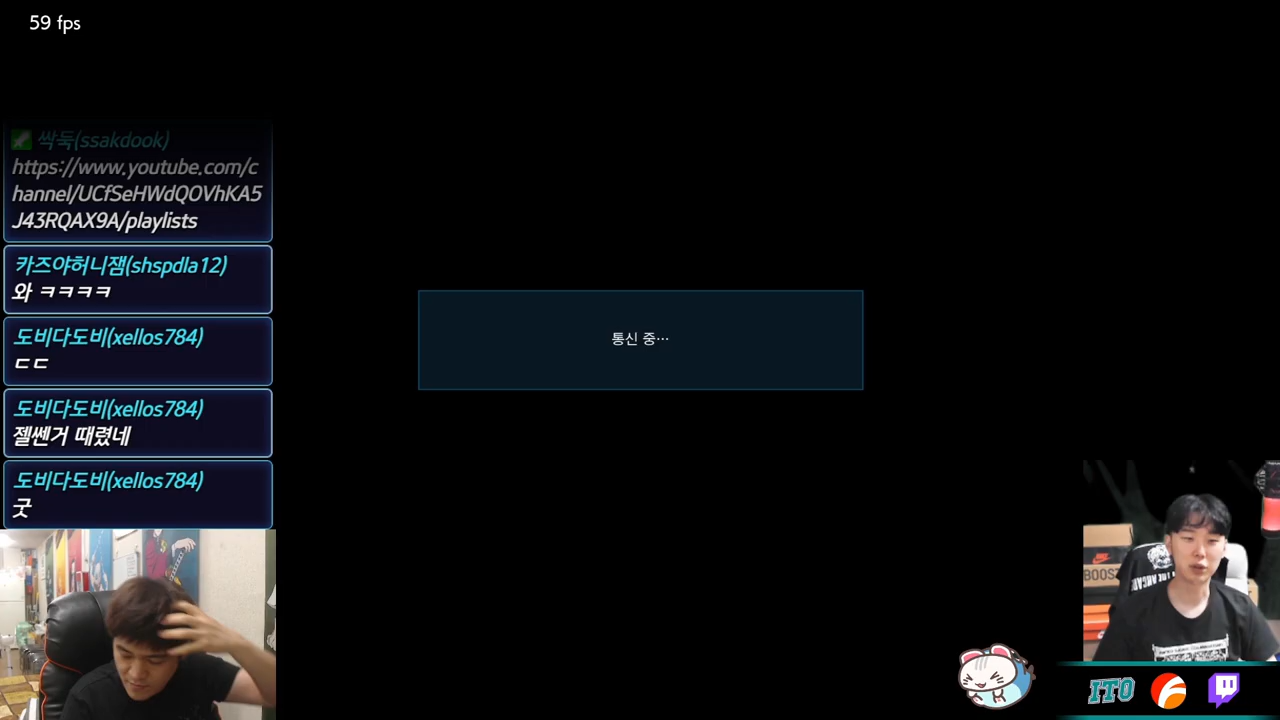 59 fps
싹둑(ssakdook)
https://www.youtube.com/c
hannel/UCfSeHWdQOVhKA5
J43RQAX9A/playlists
카즈야허니잼(shspdla12)
와 ㅋㅋㅋㅋ
도비다도비(xellos784)
ㄷㄷ
도비다도비(xellos784)
젤쎈거 때렸네
도비다도비(xellos784)
굿
통신 중…
BOOST
ITO